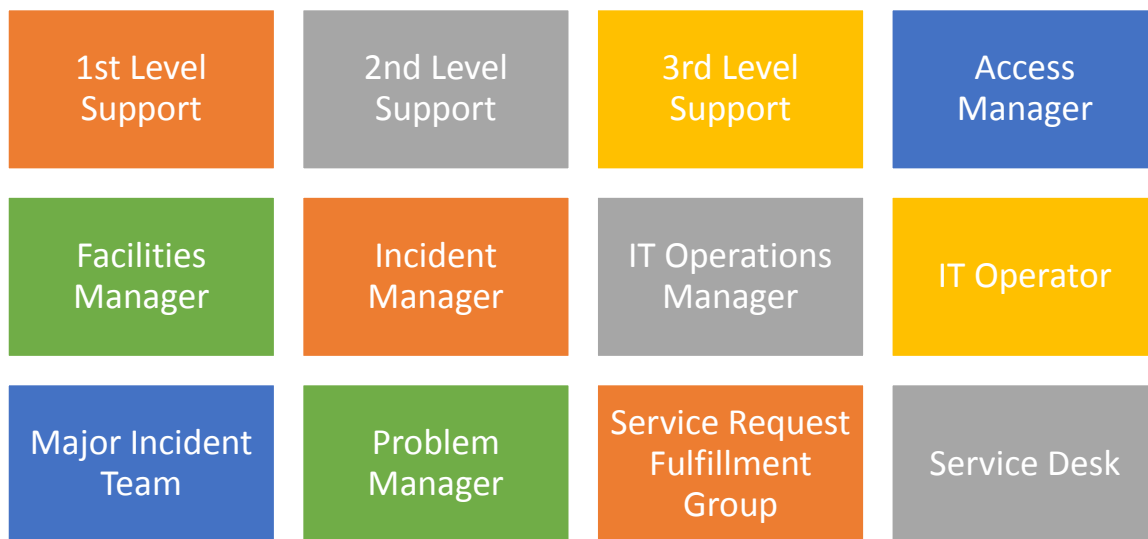 1st Level
Support
2nd Level
Support
3rd Level
Support
Access
Manager
Facilities
Manager
Incident
Manager
IT Operations
Manager
IT Operator
Major Incident
Team
Problem
Manager
Service Request
Fulfillment
Group
Service Desk